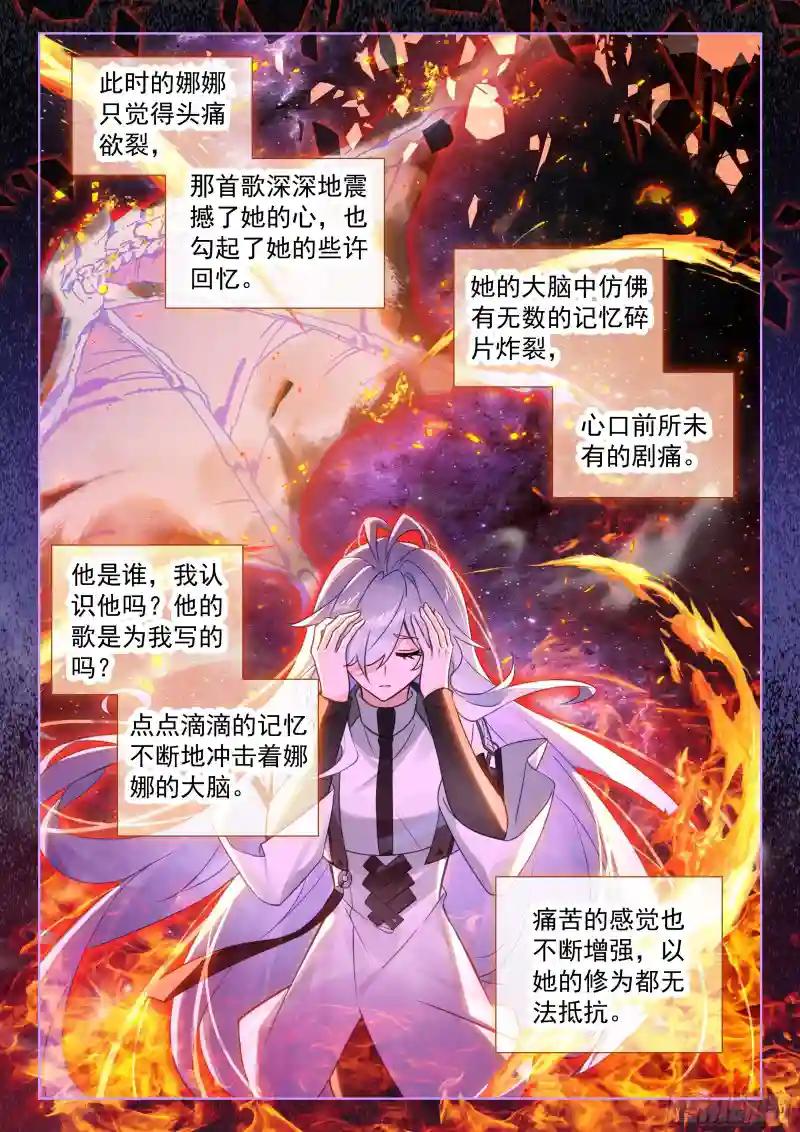 此时的娜娜
只觉得头痛
欲裂，
那首歌深深地震
撼了她的心，也
勾起了她的些许
回忆。
她的大脑中仿佛
有无数的记忆碎
片炸裂，
心口前所未
有的剧痛。
他是谁，我认
识他吗？他的
歌是为我写的
吗？
点点滴滴的记忆
不断地冲击着娜
娜的大脑。
痛苦的感觉也
不断增强，以
她的修为都无
法抵抗。